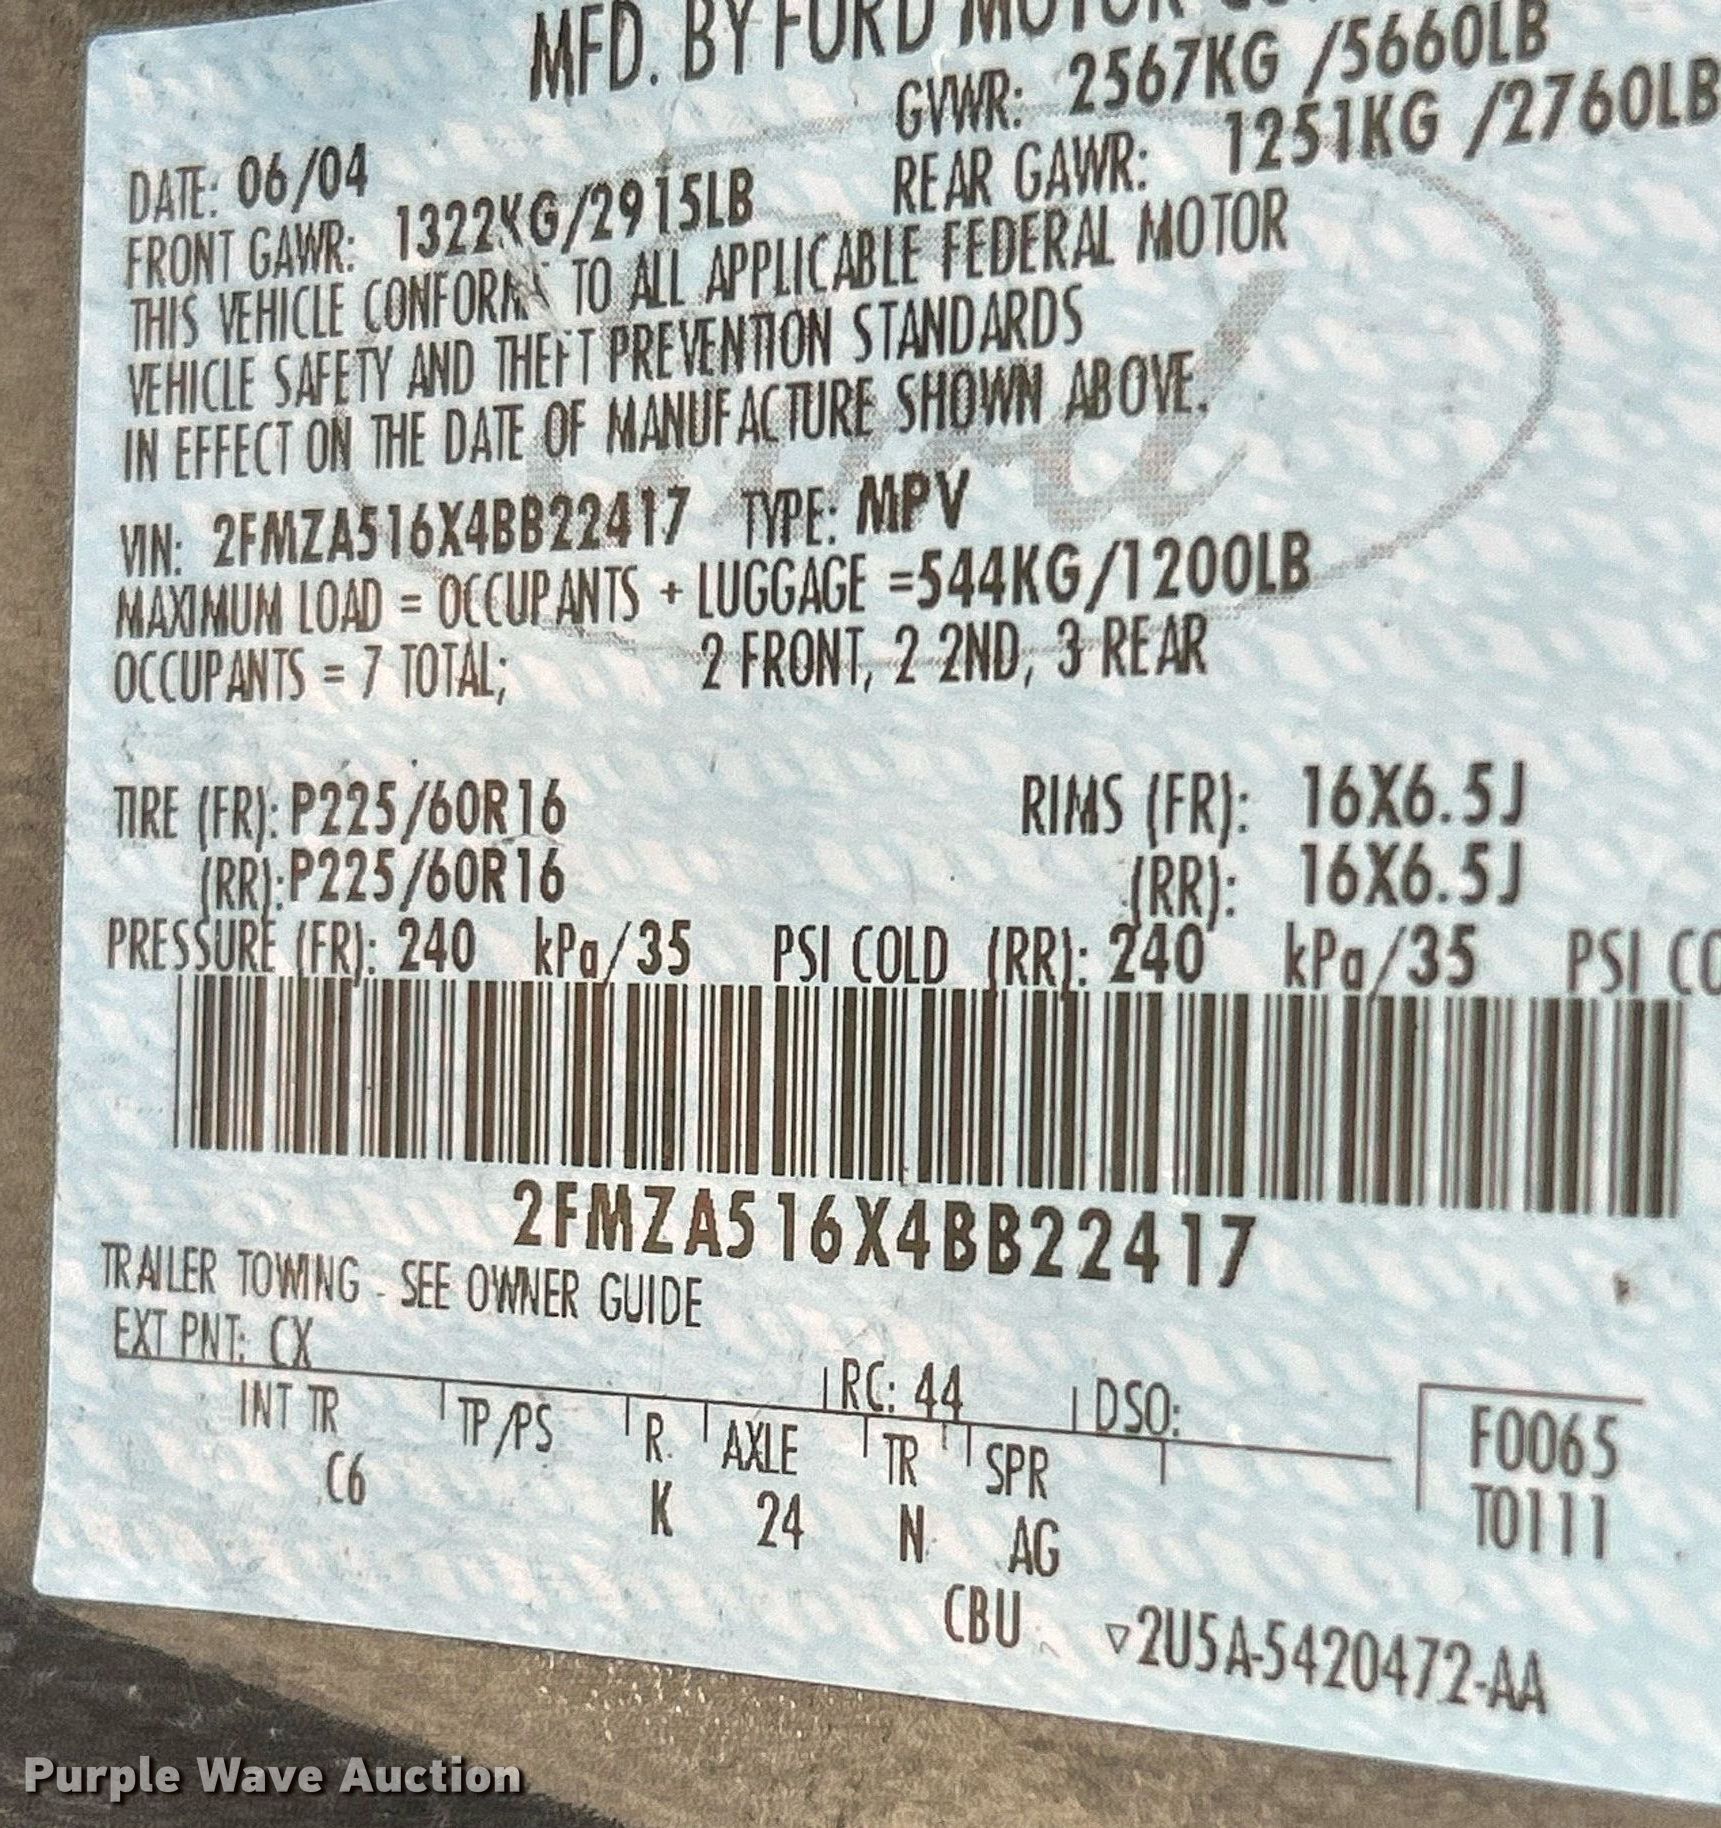 MFD. BY FORD MOTOR
GVWR: 2567KG /5660LB
DATE: 06/04
FRONT GAWR: 1322KG/2915LB REAR GAWR: 1251KG /2760LB
THIS VEHICLE CONFORMS TO ALL APPLICABLE FEDERAL MOTOR
VEHICLE SAFETY AND THEFT PREVENTION STANDARDS
IN EFFECT ON THE DATE OF MANUFACTURE SHOWN ABOVE.
VIN: 2FMZA516X4BB22417 TYPE: MPV
MAXIMUM LOAD = OCCUPANTS + LUGGAGE =544KG/1200LB
OCCUPANTS = 7 TOTAL; 2 FRONT, 2 2ND, 3 REAR
TIRE (FR): P225/60R16 RIMS (FR): 16X6.5J
(RR): P225/60R16 (RR): 16X6.5J
PRESSURE (FR): 240 kPa/35 PSI COLD (RR): 240 kPa/35 PSI
2FMZA516X4BB22417
TRAILER TOWING - SEE OWNER GUIDE
EXT PNT: CX RC: 44 DSO:
INT TR TP/PS R AXLE TR SPR F0065
C6 K 24 N AG T0111
CBU ▽2U5A-5420472-AA
Purple Wave Auction